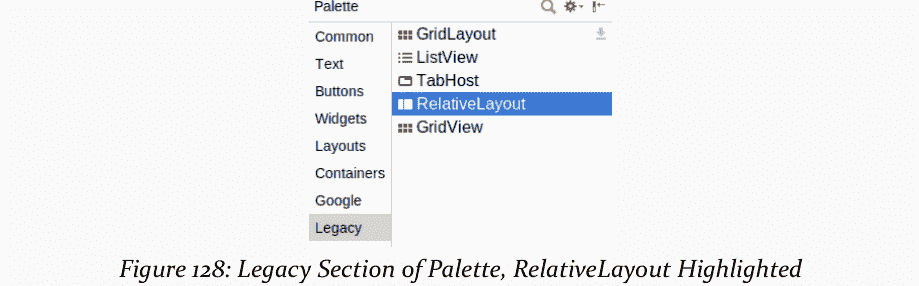 Palette
Common
Text
Buttons
Widgets
Layouts
Containers
Google
Legacy
GridLayout
ListView
TabHost
RelativeLayout
GridView
Figure 128: Legacy Section of Palette, RelativeLayout Highlighted